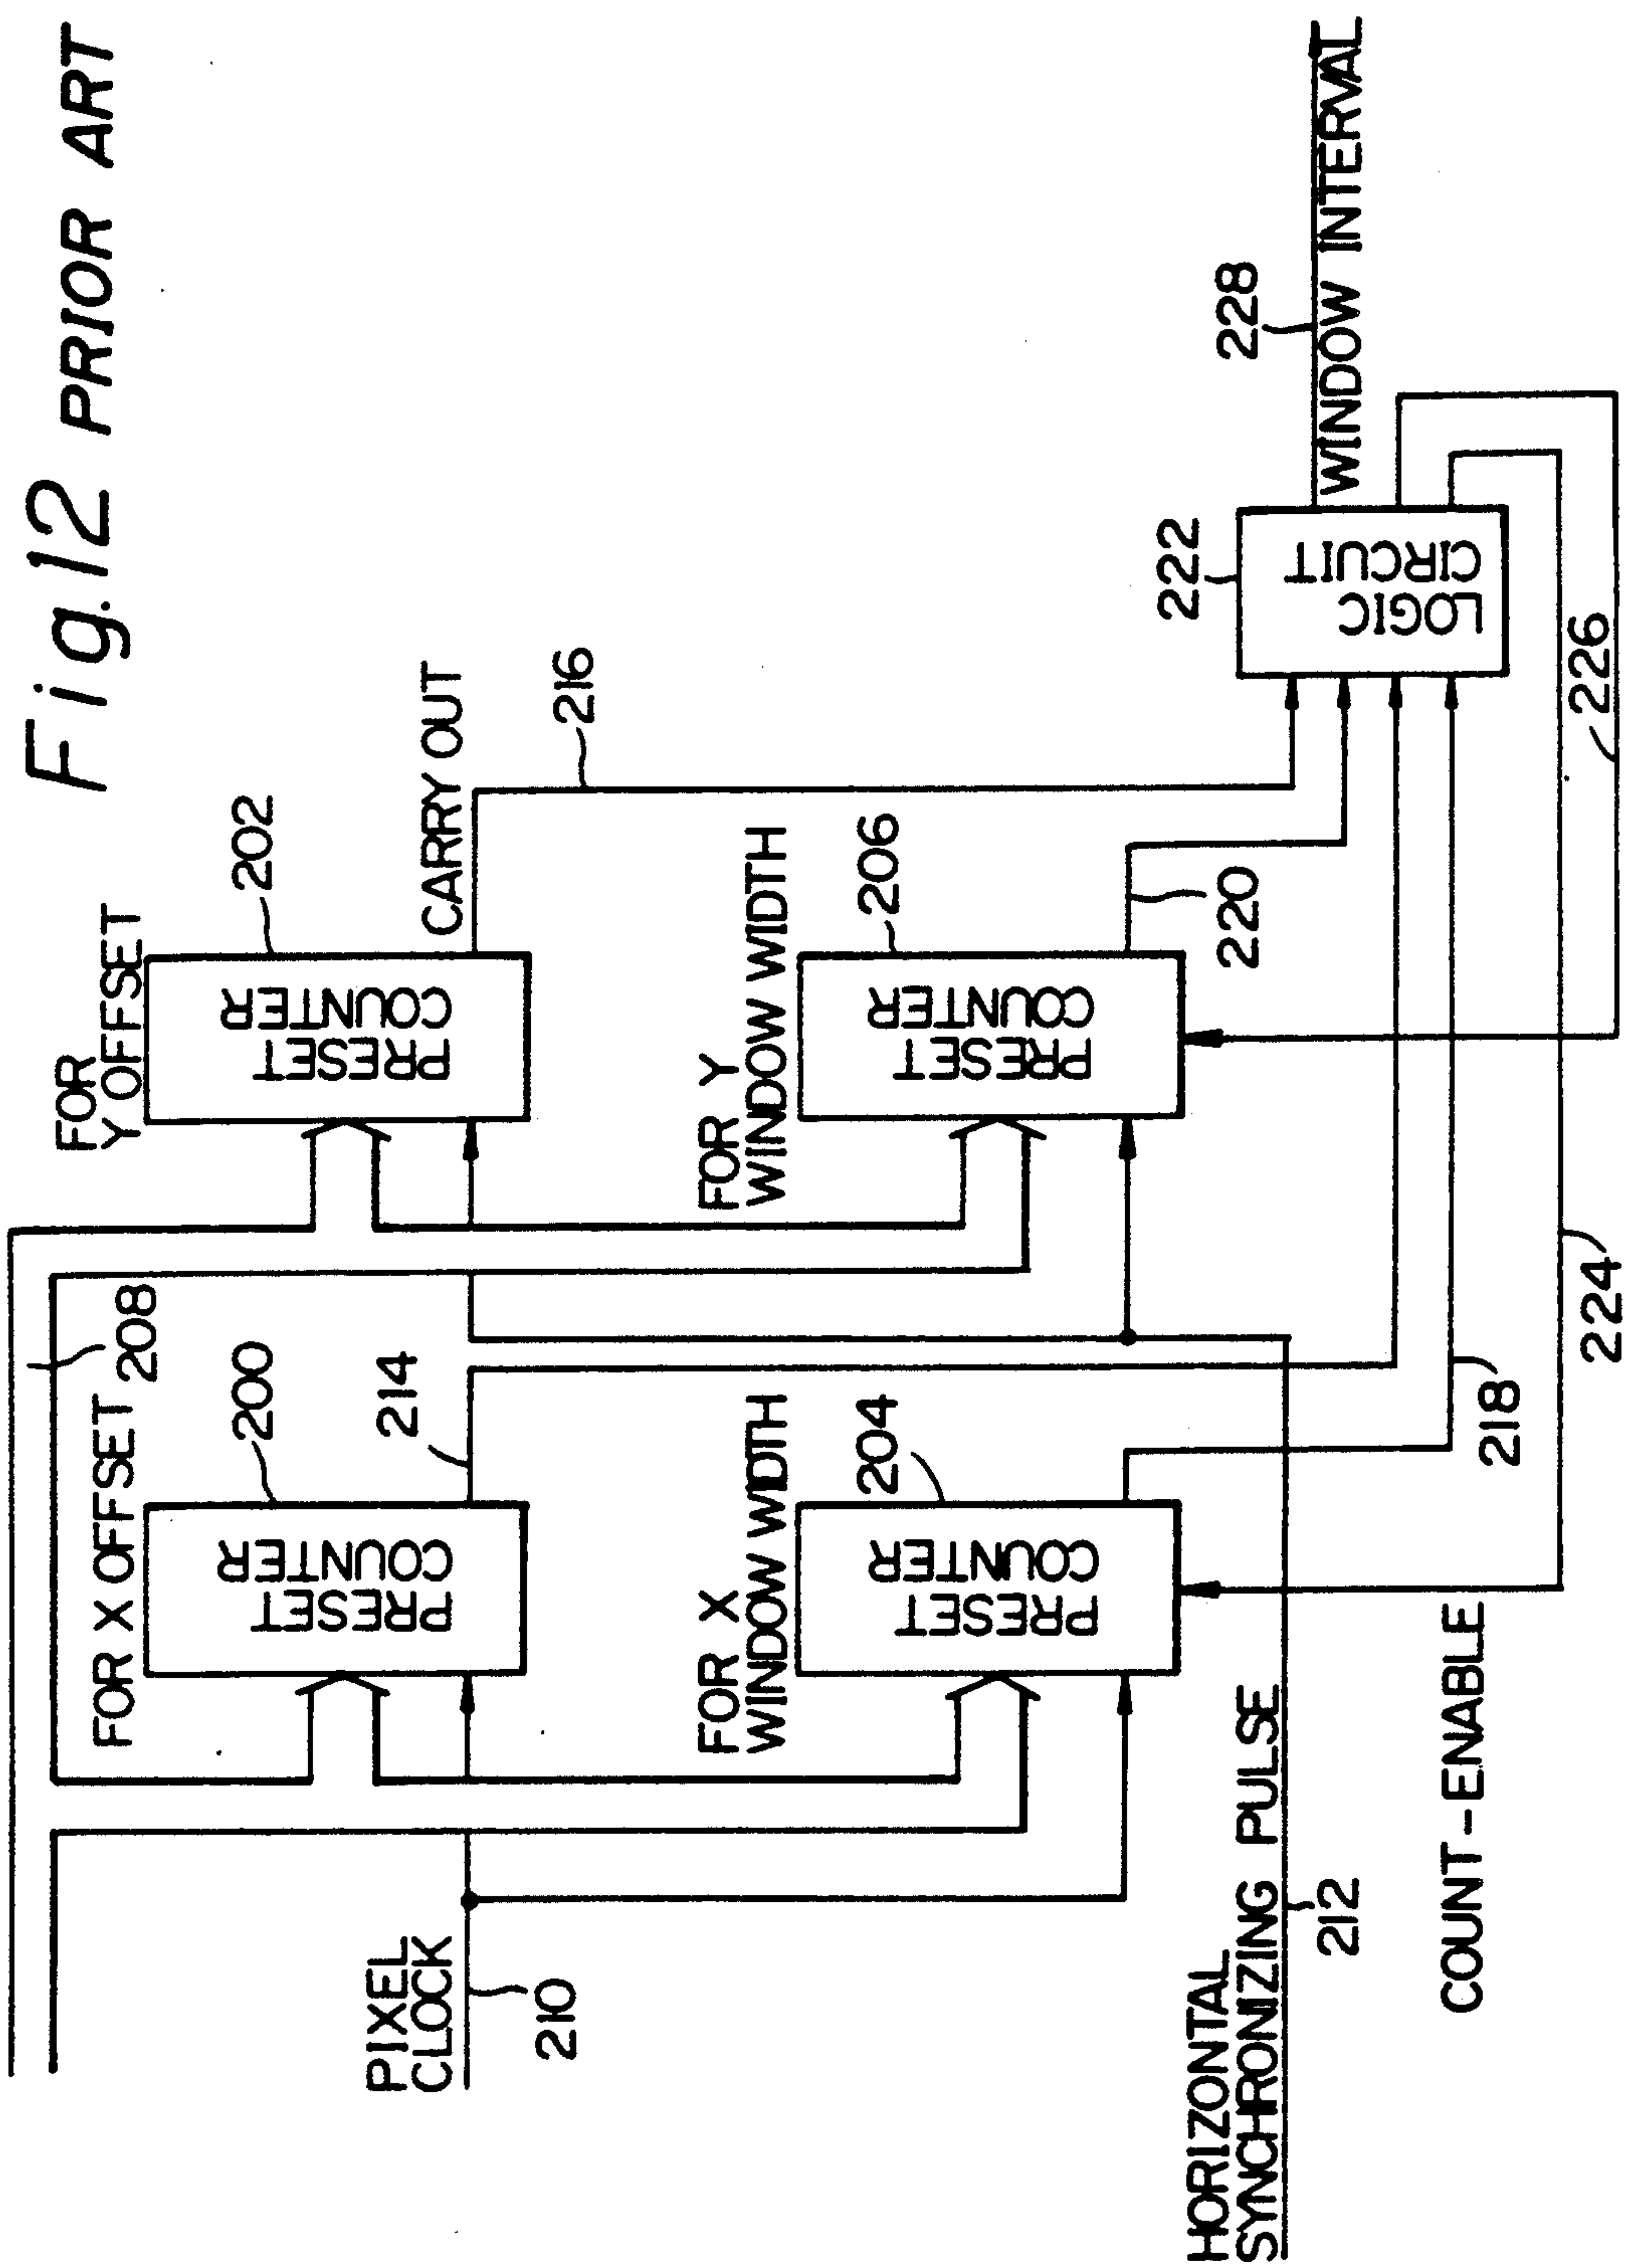 Fig.12 PRIOR ART
208
FOR X OFFSET
200
PRESET
COUNTER
214
FOR
Y OFFSET
202
PRESET
COUNTER
CARRY OUT
216
PIXEL
CLOCK
210
FOR X
WINDOW WIDTH
204
PRESET
COUNTER
218
FOR Y
WINDOW WIDTH
206
PRESET
COUNTER
220
222
LOGIC
CIRCUIT
228
WINDOW INTERVAL
HORIZONTAL
SYNCHRONIZING PULSE
212
COUNT-ENABLE
224
226